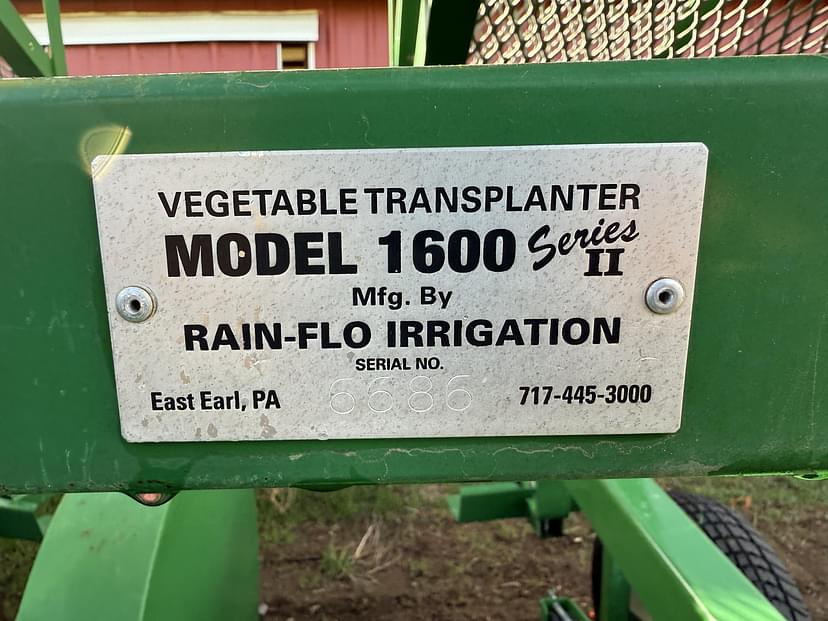 VEGETABLE TRANSPLANTER
MODEL 1600 Series II
Mfg. By
RAIN-FLO IRRIGATION
SERIAL NO.
East Earl, PA 6686 717-445-3000